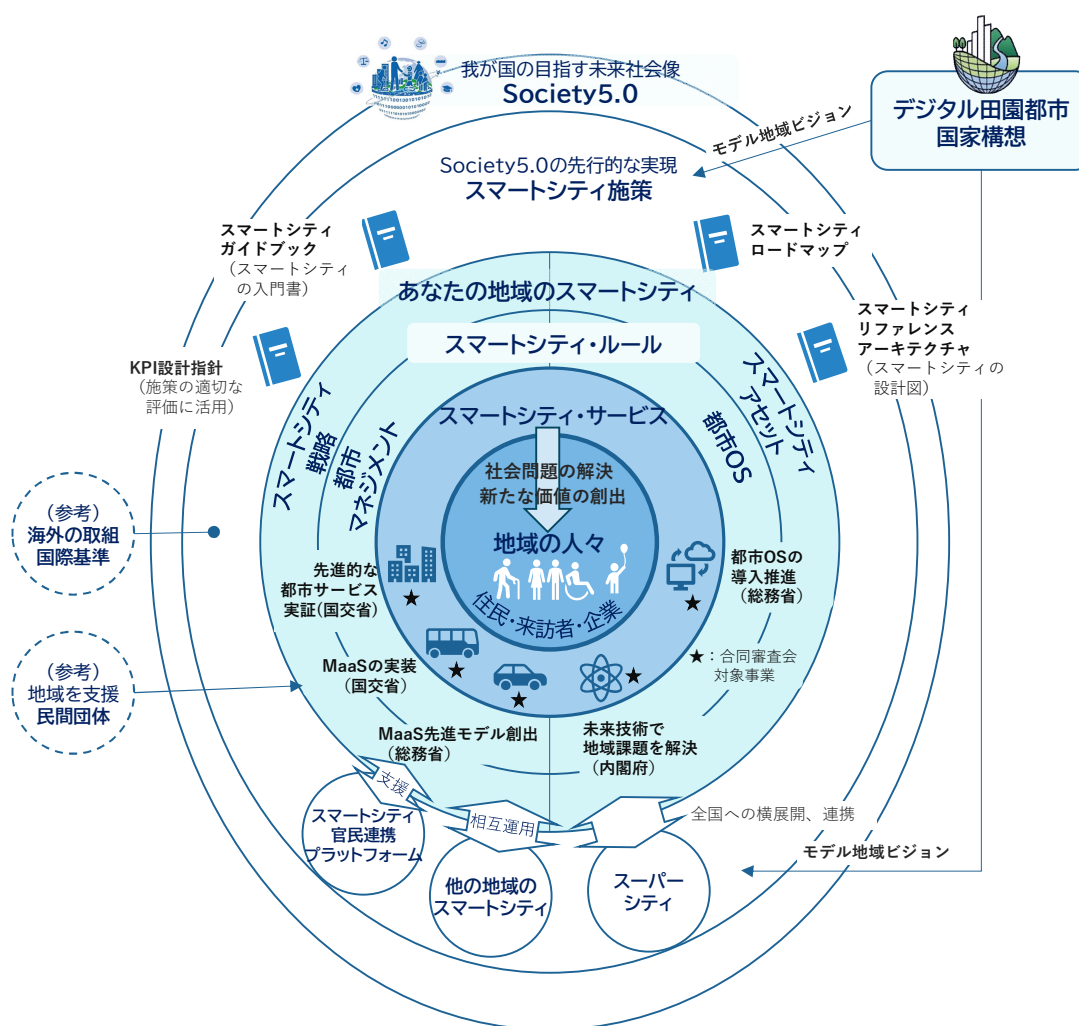 我が国の目指す未来社会像
Society5.0
デジタル田園都市
国家構想
モデル地域ビジョン
Society5.0の先行的な実現
スマートシティ施策
スマートシティ
ガイドブック
（スマートシティ
の入門書）
スマートシティ
ロードマップ
KPI設計指針
（施策の適切な
評価に活用）
スマートシティ
リファレンス
アーキテクチャ
（スマートシティの
設計図）
あなたの地域のスマートシティ
スマートシティ・ルール
スマートシティ
戦略
都市
マネジメント
スマートシティ・サービス
都市OS
スマートシティ
アセット
社会問題の解決
新たな価値の創出
地域の人々
住民・来訪者・企業
（参考）
海外の取組
国際基準
（参考）
地域を支援
民間団体
先進的な
都市サービス
実証(国交省)
★
都市OSの
導入推進
（総務省）
★
MaaSの実装
（国交省）
★
★
★
★：合同審査会
対象事業
MaaS先進モデル創出
（総務省）
未来技術で
地域課題を解決
（内閣府）
支援
相互運用
全国への横展開、連携
モデル地域ビジョン
スマートシティ
官民連携
プラットフォーム
他の地域の
スマートシティ
スーパー
シティ